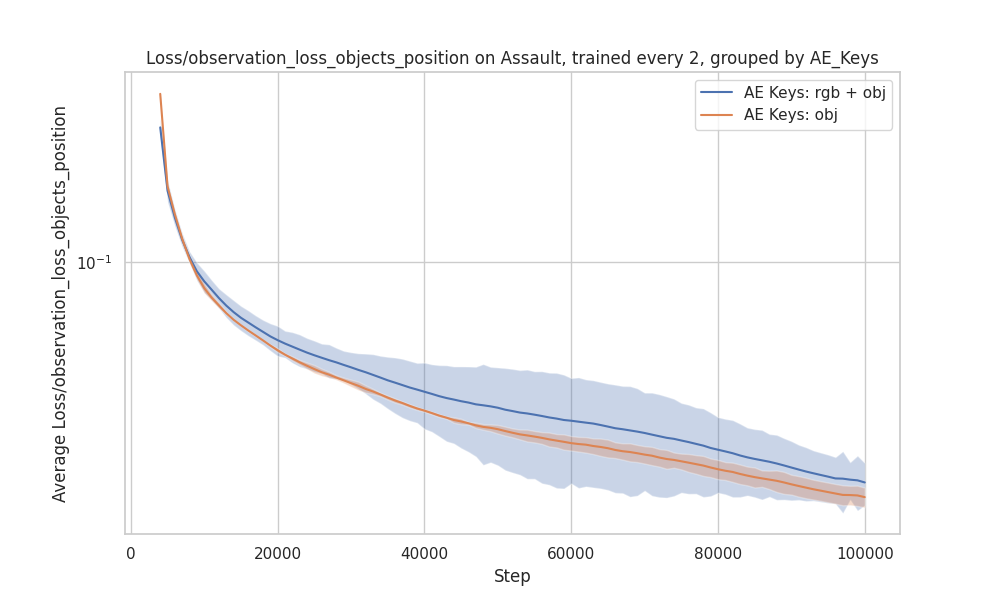 Loss/observation_loss_objects_position on Assault, trained every 2, grouped by AE_Keys
AE Keys: rgb + obj
AE Keys: obj
Average Loss/observation_loss_objects_position
10⁻¹
0 20000 40000 60000 80000 100000
Step